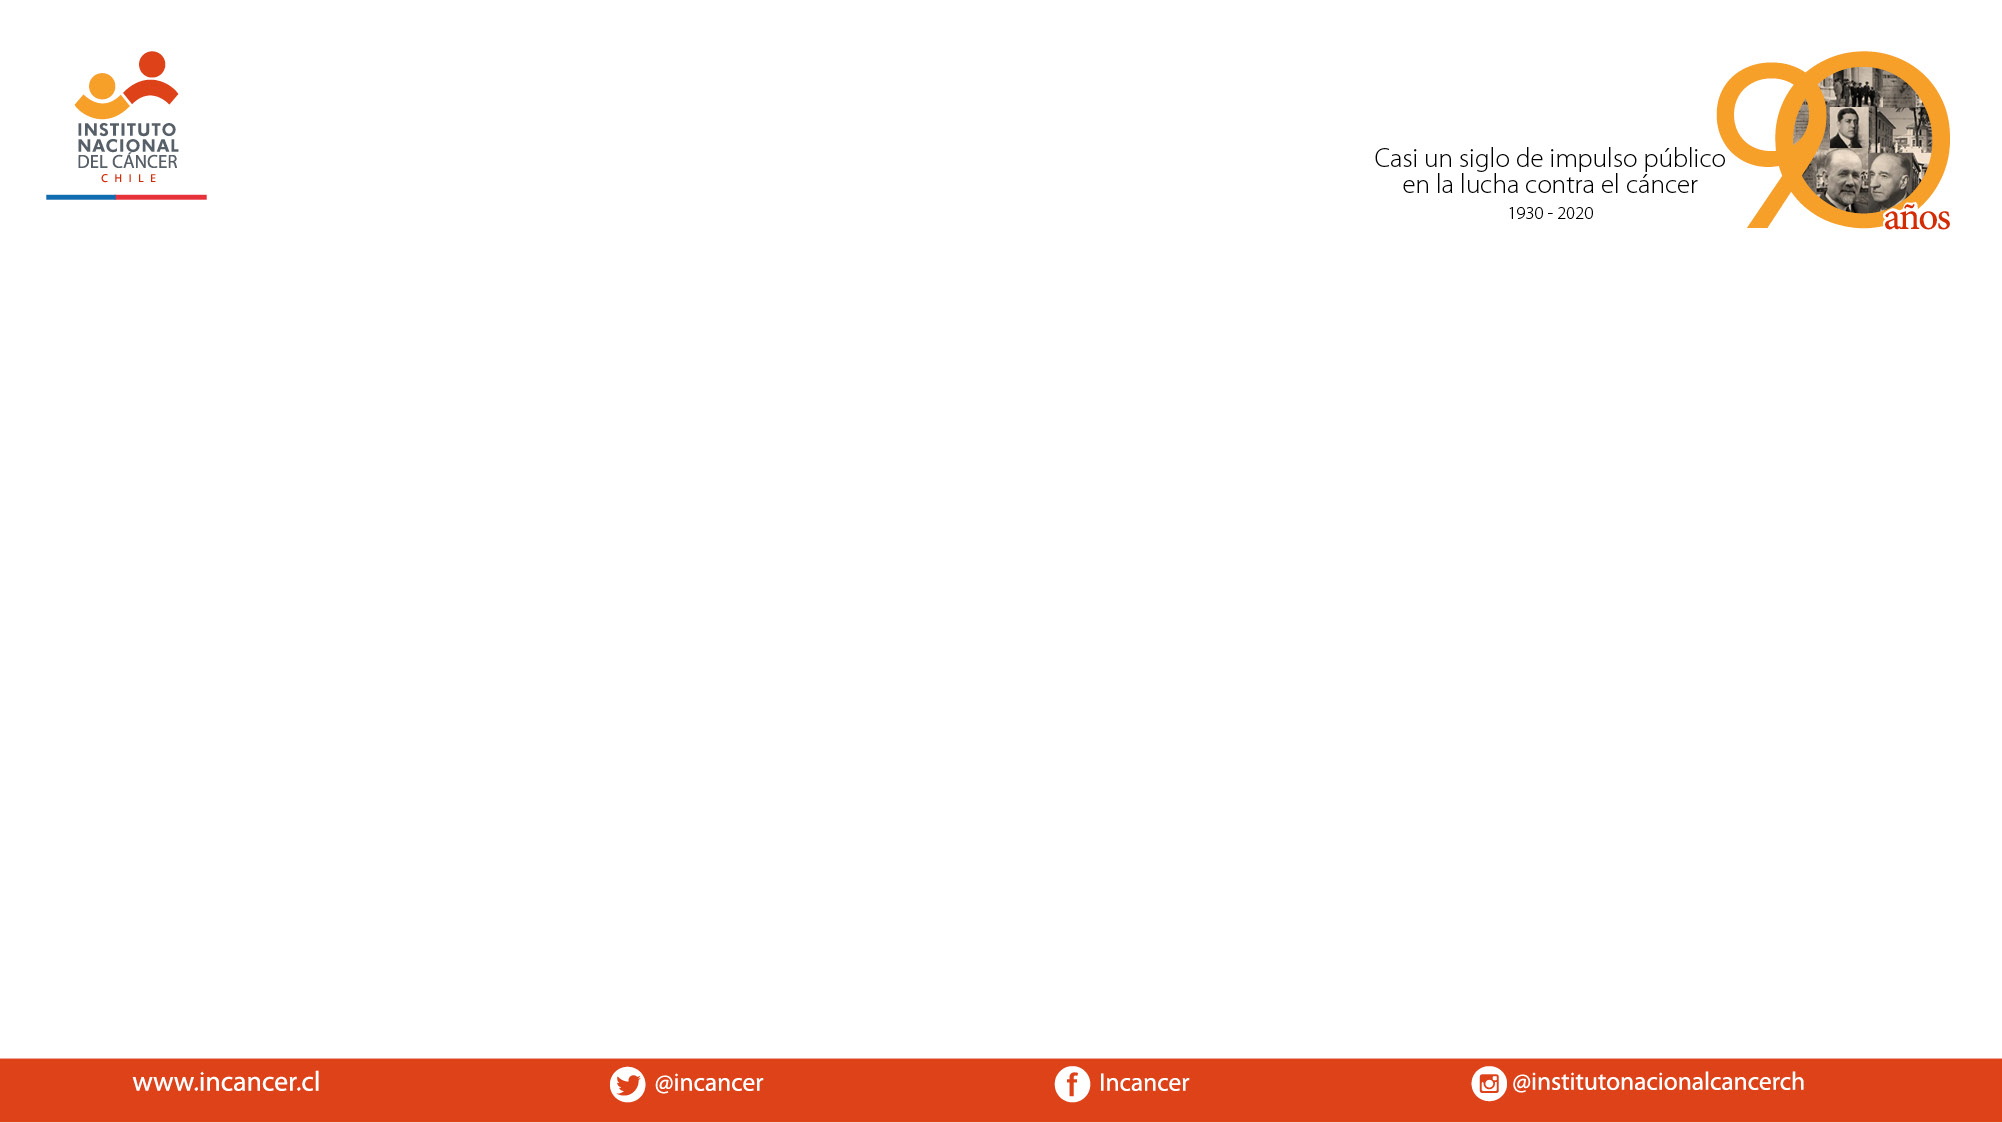 INSTITUTO
NACIONAL
DEL CÁNCER
CHILE
Casi un siglo de impulso público
en la lucha contra el cáncer
1930 - 2020
90
años
www.incancer.cl
@incancer
Incancer
@institutonacionalcancerch